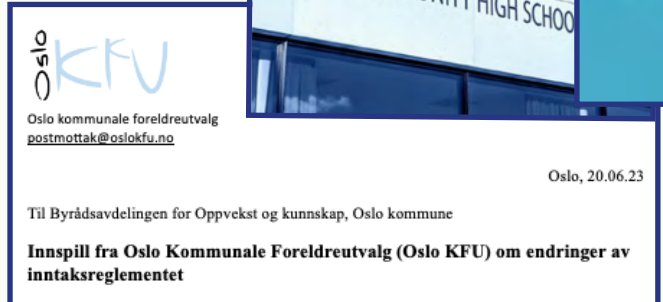 HIGH SCHOO
Oslo
KFU
Oslo kommunale foreldreutvalg
postmottak@oslokfu.no
Oslo, 20.06.23
Til Byrådsavdelingen for Oppvekst og kunnskap, Oslo kommune
Innspill fra Oslo Kommunale Foreldreutvalg (Oslo KFU) om endringer av
inntaksreglementet